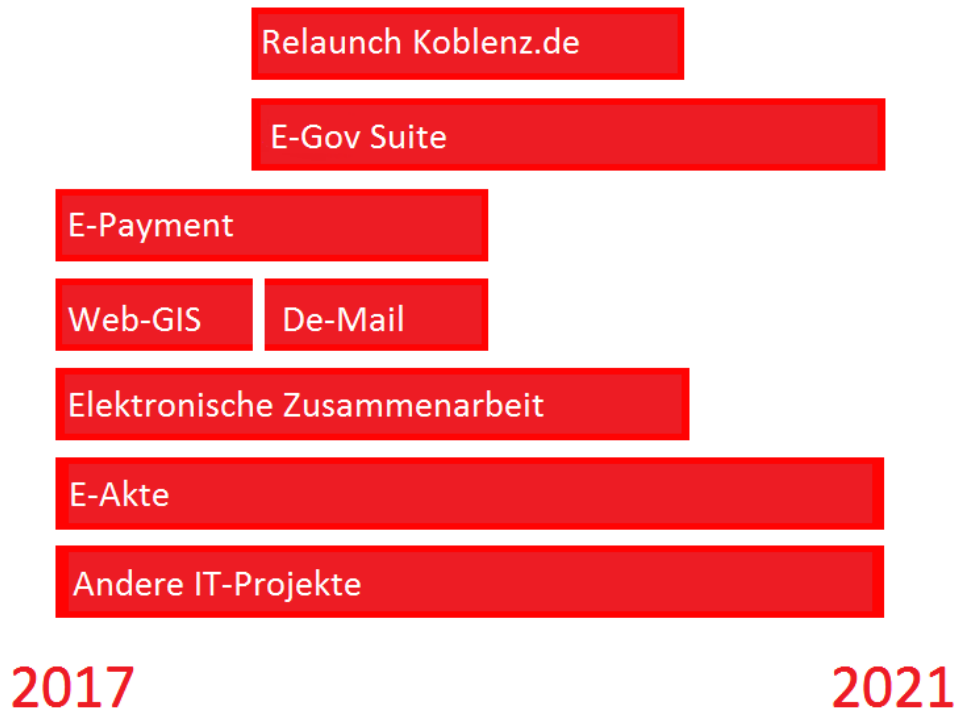 Relaunch Koblenz.de
E-Gov Suite
E-Payment
Web-GIS
De-Mail
Elektronische Zusammenarbeit
E-Akte
Andere IT-Projekte
2017
2021